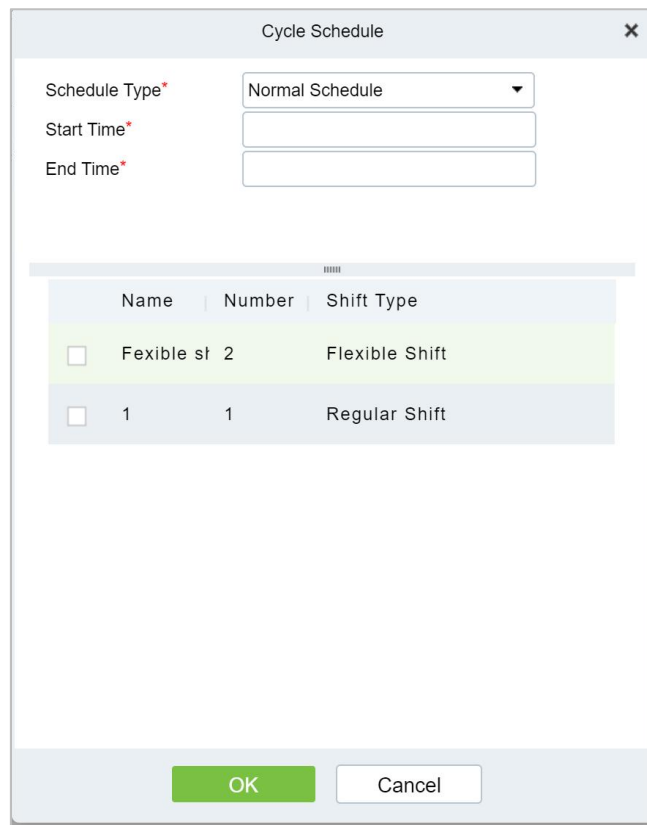 Cycle Schedule
Schedule Type* Normal Schedule
Start Time*
End Time*
Name Number Shift Type
Fexible sh 2 Flexible Shift
1 1 Regular Shift
OK Cancel